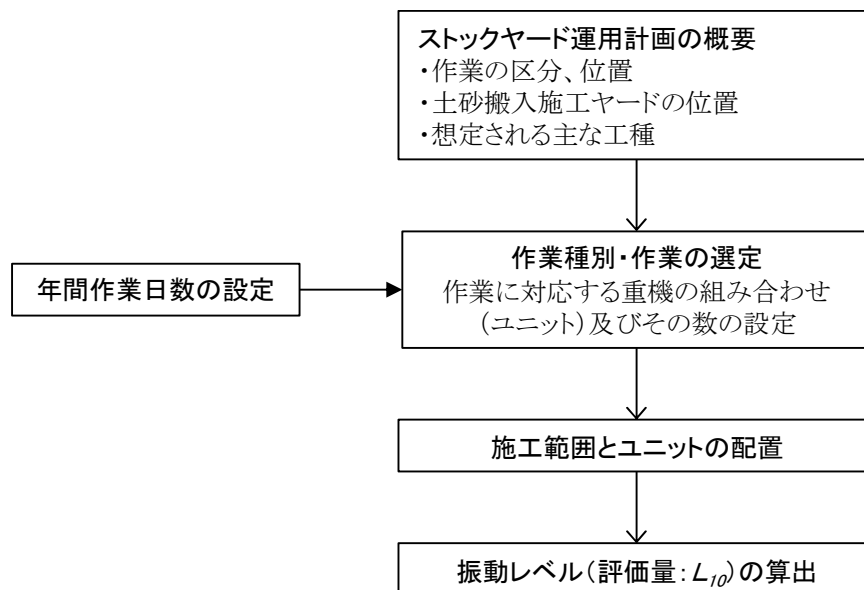 ストックヤード運用計画の概要
・作業の区分、位置
・土砂搬入施工ヤードの位置
・想定される主な工種
年間作業日数の設定
作業種別・作業の選定
作業に対応する重機の組み合わせ
(ユニット)及びその数の設定
施工範囲とユニットの配置
振動レベル(評価量:L10)の算出